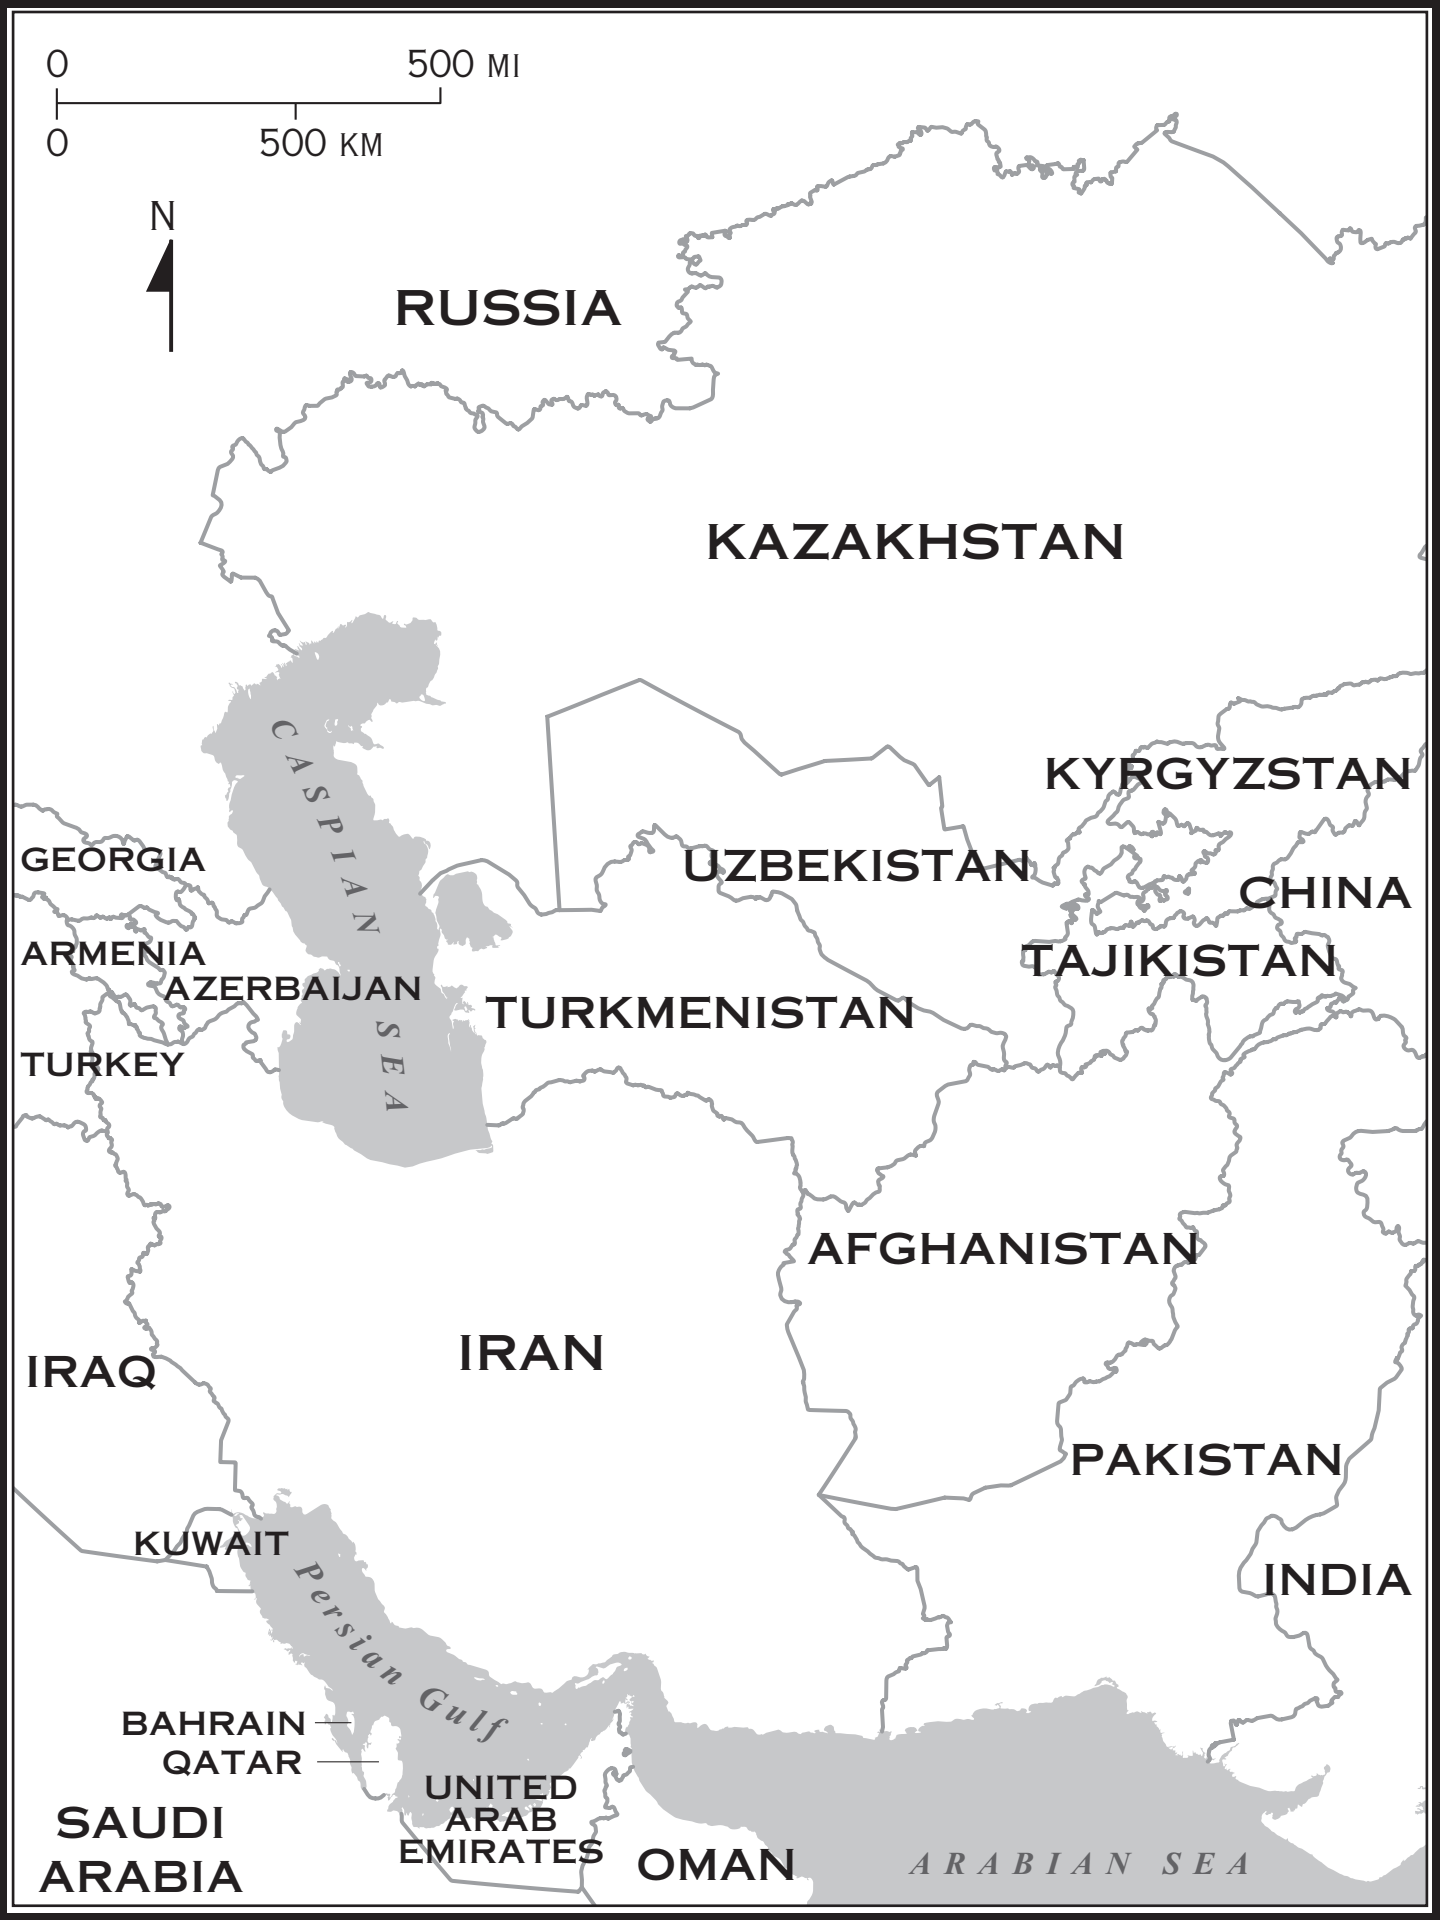 0 500 MI
0 500 KM
N
RUSSIA
KAZAKHSTAN
CASPIAN SEA
KYRGYZSTAN
GEORGIA
UZBEKISTAN
CHINA
ARMENIA
TAJIKISTAN
AZERBAIJAN
TURKMENISTAN
TURKEY
AFGHANISTAN
IRAN
IRAQ
PAKISTAN
KUWAIT
INDIA
Persian Gulf
BAHRAIN
QATAR
UNITED
ARAB
EMIRATES
SAUDI
ARABIA
OMAN
ARABIAN SEA